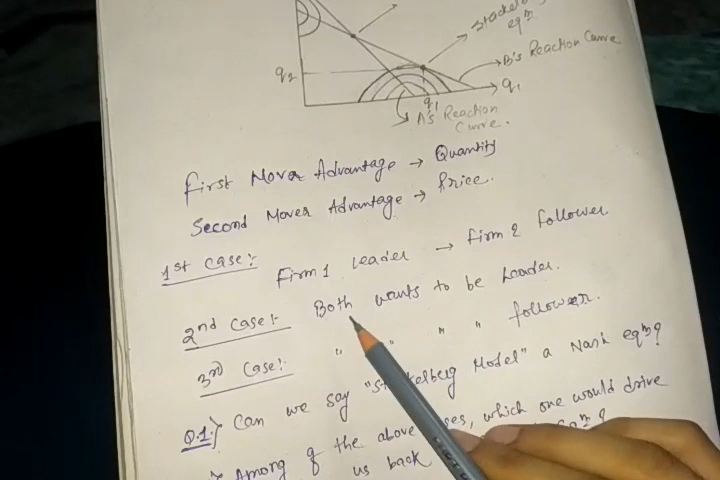 eqm
B's Reaction Curve
q2
q1
q1
A's Reaction
Curve.
First Mover Advantage → Quantity
Second Mover Advantage → Price.
1st Case:-
Firm 1 leader → Firm 2 follower
2nd Case:- Both wants to be leader.
3rd Case:- " " " " follower.
Q.1:) Can we say Model" a Nash eqm?
Among of the above which one would drive
us back